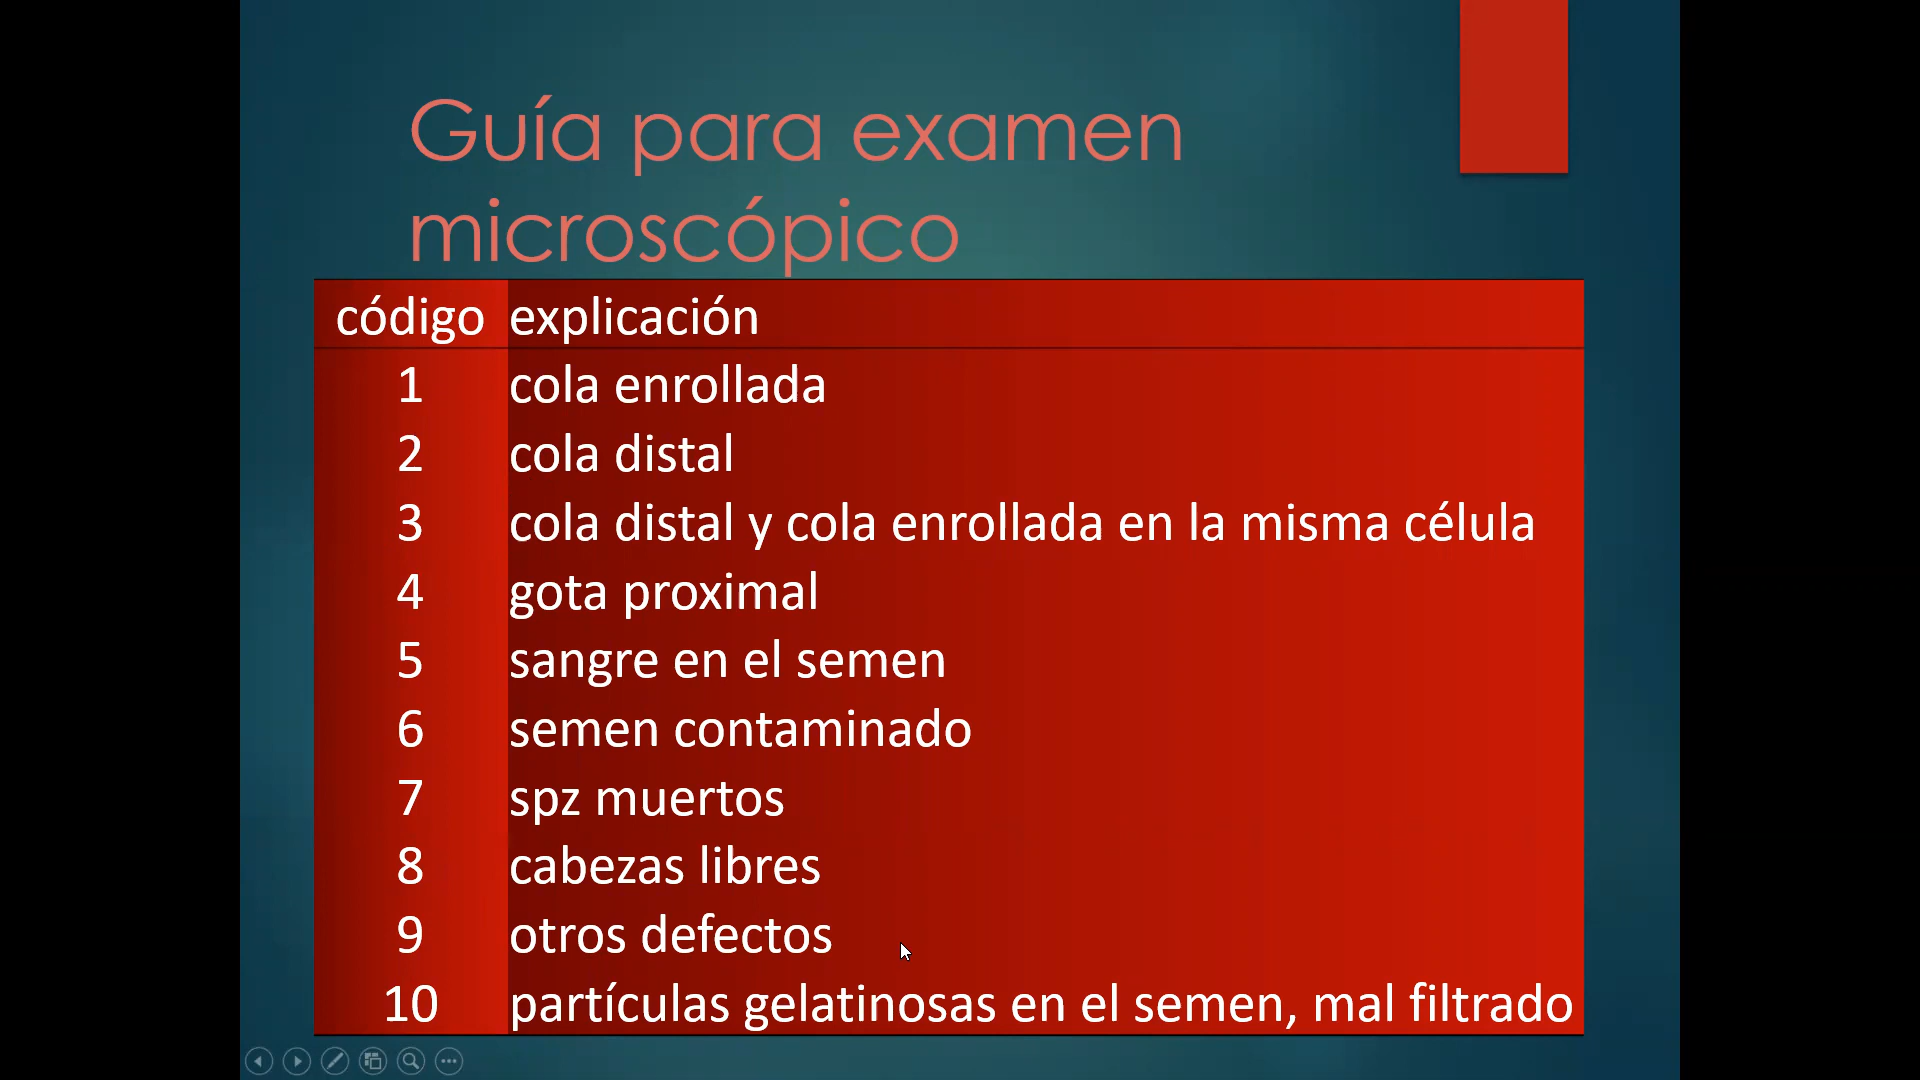 Guía para examen
microscópico
código explicación
1 cola enrollada
2 cola distal
3 cola distal y cola enrollada en la misma célula
4 gota proximal
5 sangre en el semen
6 semen contaminado
7 spz muertos
8 cabezas libres
9 otros defectos
10 partículas gelatinosas en el semen, mal filtrado